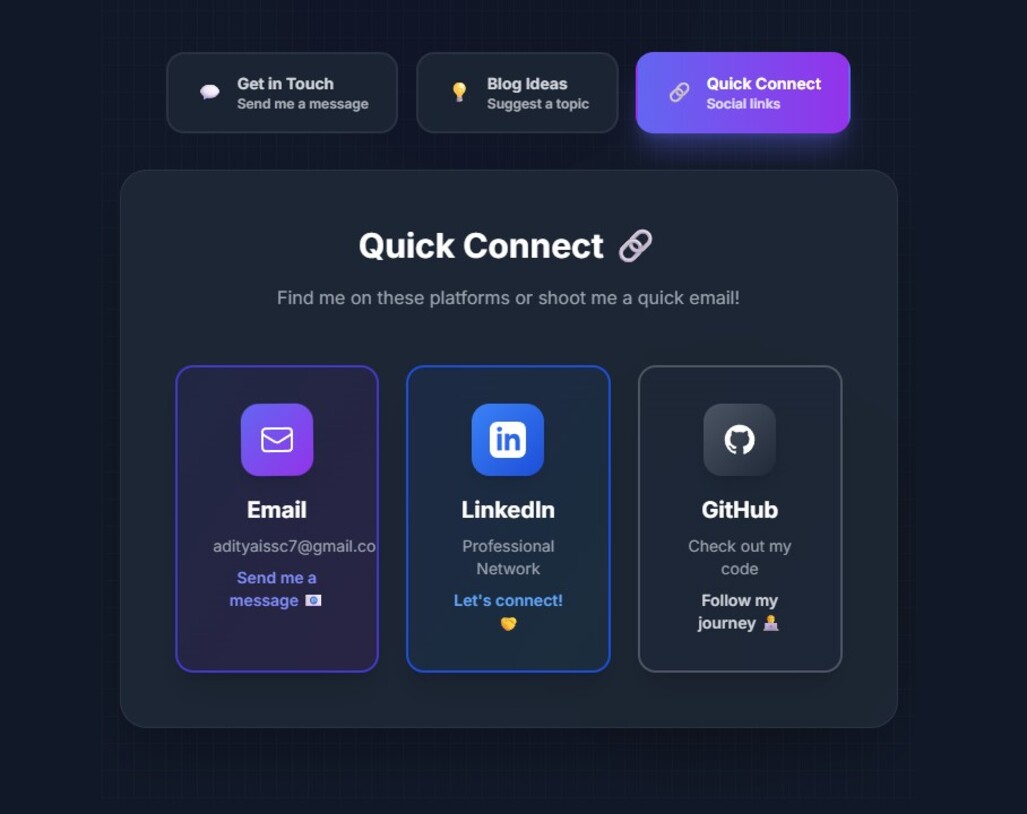 Get in Touch
Send me a message
Blog Ideas
Suggest a topic
Quick Connect
Social links
Quick Connect
Find me on these platforms or shoot me a quick email!
in
Email
adityaissc7@gmail.co
Send me a
message
LinkedIn
Professional
Network
Let's connect!
GitHub
Check out my
code
Follow my
journey